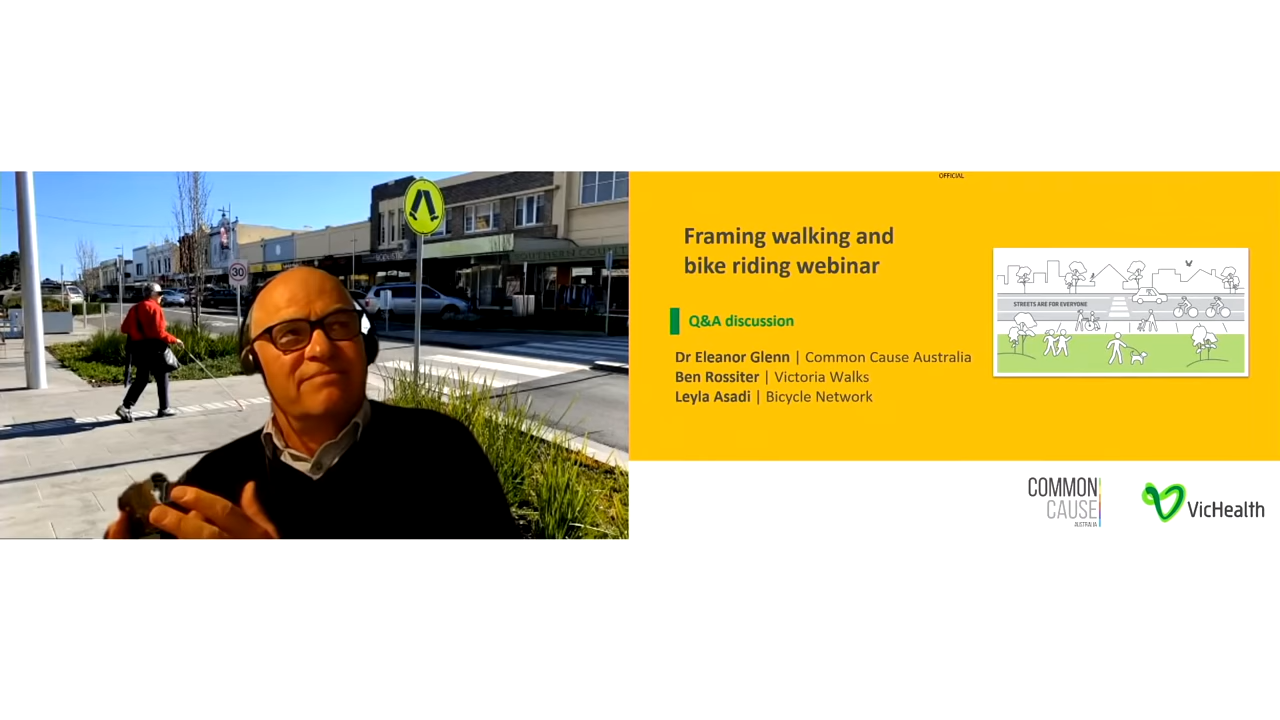 30
OFFICIAL
Framing walking and
bike riding webinar
Q&A discussion
Dr Eleanor Glenn | Common Cause Australia
Ben Rossiter | Victoria Walks
Leyla Asadi | Bicycle Network
STREETS ARE FOR EVERYONE
COMMON
CAUSE
AUSTRALIA
VicHealth